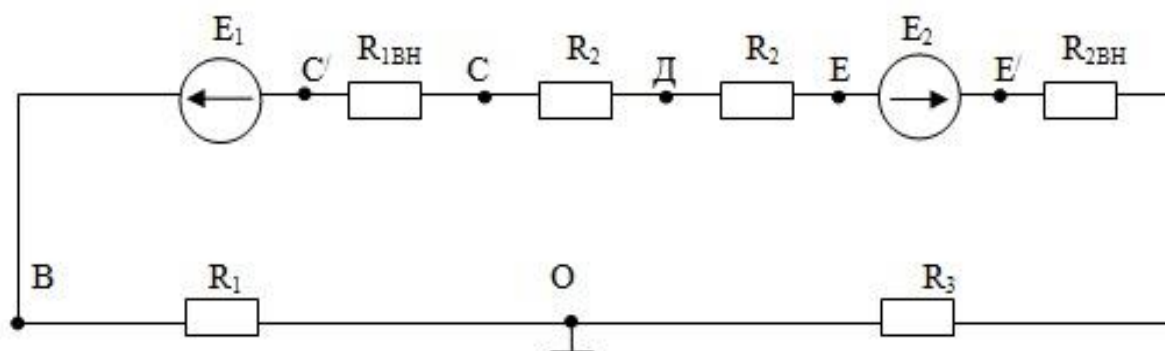 E₁ C/ R₁ВН C R₂ Д R₂ E E₂ E/ R₂ВН
B R₁ O R₃